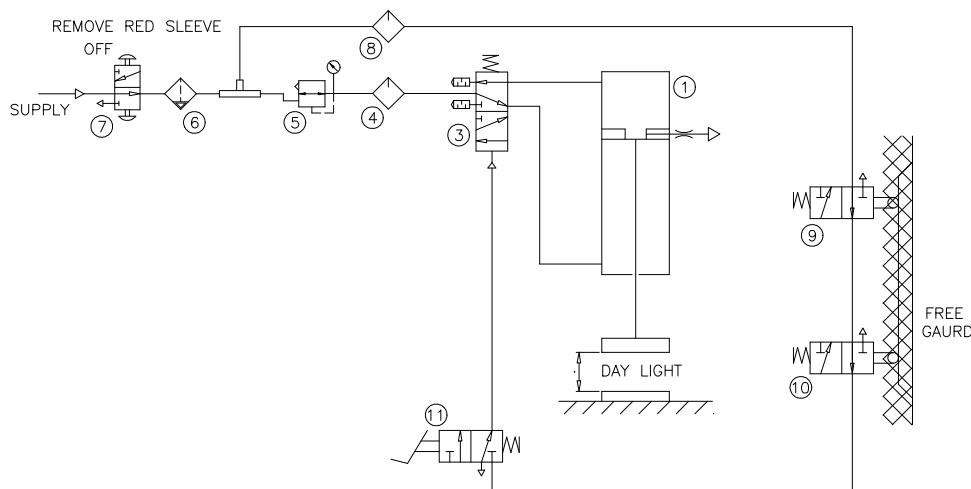 REMOVE RED SLEEVE
OFF
SUPPLY
7
6
5
4
8
3
1
9
10
11
DAY LIGHT
FREE
GAURD